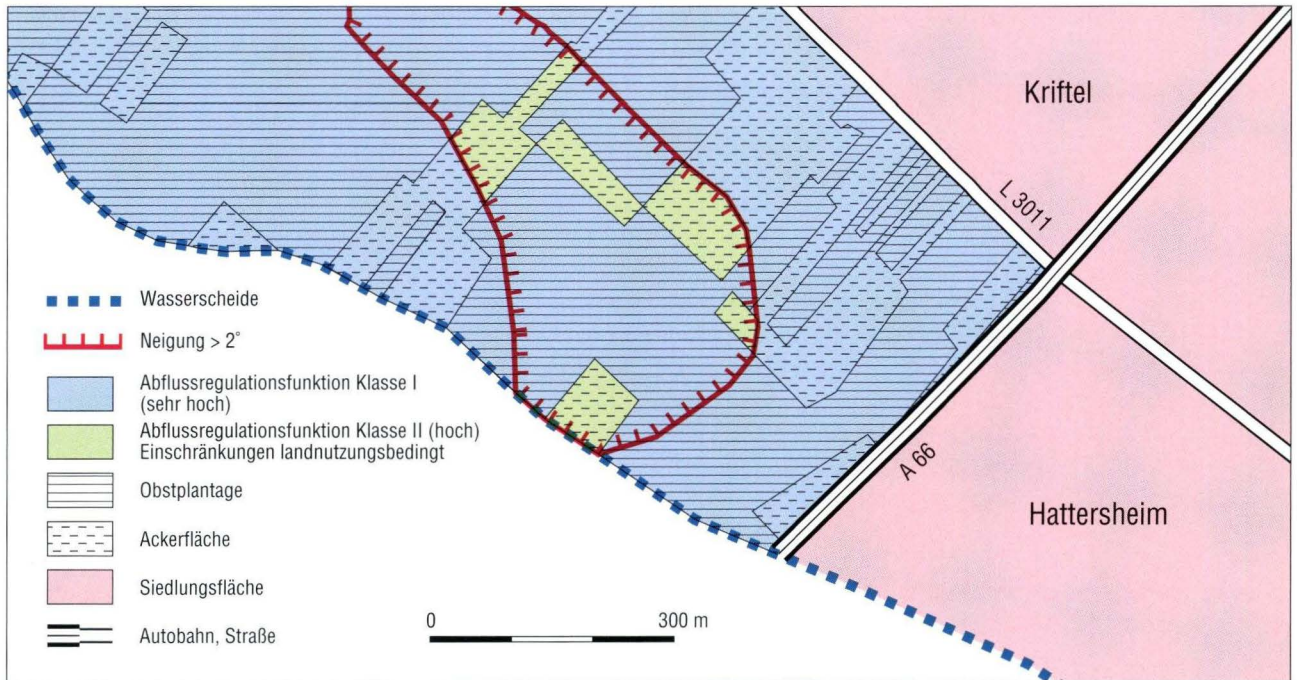 Kriftel
L 3011
A 66
Hattersheim
Wasserscheide
Neigung > 2°
Abflussregulationsfunktion Klasse I
(sehr hoch)
Abflussregulationsfunktion Klasse II (hoch)
Einschränkungen landnutzungsbedingt
Obstplantage
Ackerfläche
Siedlungsfläche
Autobahn, Straße
0 300 m